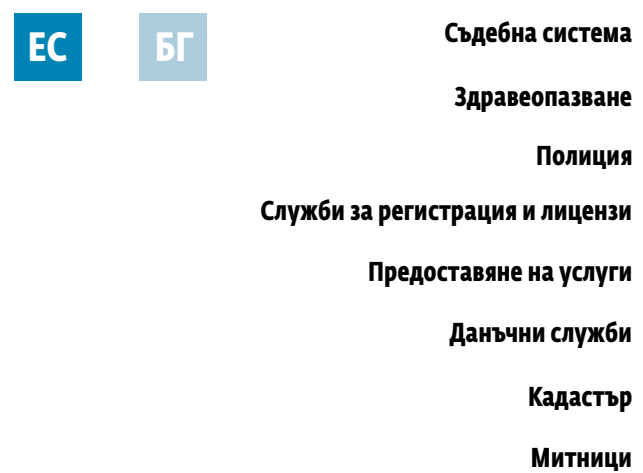 ЕС БГ
Съдебна система
Здравеопазване
Полиция
Служби за регистрация и лицензи
Предоставяне на услуги
Данъчни служби
Кадастър
Митници